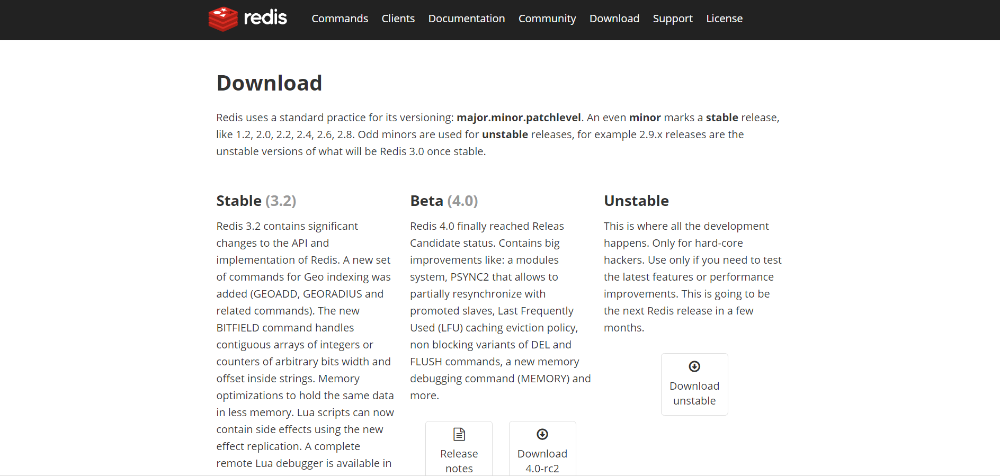 redis Commands Clients Documentation Community Download Support License
Download
Redis uses a standard practice for its versioning: major.minor.patchlevel. An even minor marks a stable release,
like 1.2, 2.0, 2.2, 2.4, 2.6, 2.8. Odd minors are used for unstable releases, for example 2.9.x releases are the
unstable versions of what will be Redis 3.0 once stable.
Stable (3.2)
Redis 3.2 contains significant
changes to the API and
implementation of Redis. A new set
of commands for Geo indexing was
added (GEOADD, GEORADIUS and
related commands). The new
BITFIELD command handles
contiguous arrays of integers or
counters of arbitrary bits width and
offset inside strings. Memory
optimizations to hold the same data
in less memory. Lua scripts can now
contain side effects using the new
effect replication. A complete
remote Lua debugger is available in
Beta (4.0)
Redis 4.0 finally reached Releas
Candidate status. Contains big
improvements like: a modules
system, PSYNC2 that allows to
partially resynchronize with
promoted slaves, Last Frequently
Used (LFU) caching eviction policy,
non blocking variants of DEL and
FLUSH commands, a new memory
debugging command (MEMORY) and
more.
Release
notes
Download
4.0-rc2
Unstable
This is where all the development
happens. Only for hard-core
hackers. Use only if you need to test
the latest features or performance
improvements. This is going to be
the next Redis release in a few
months.
Download
unstable